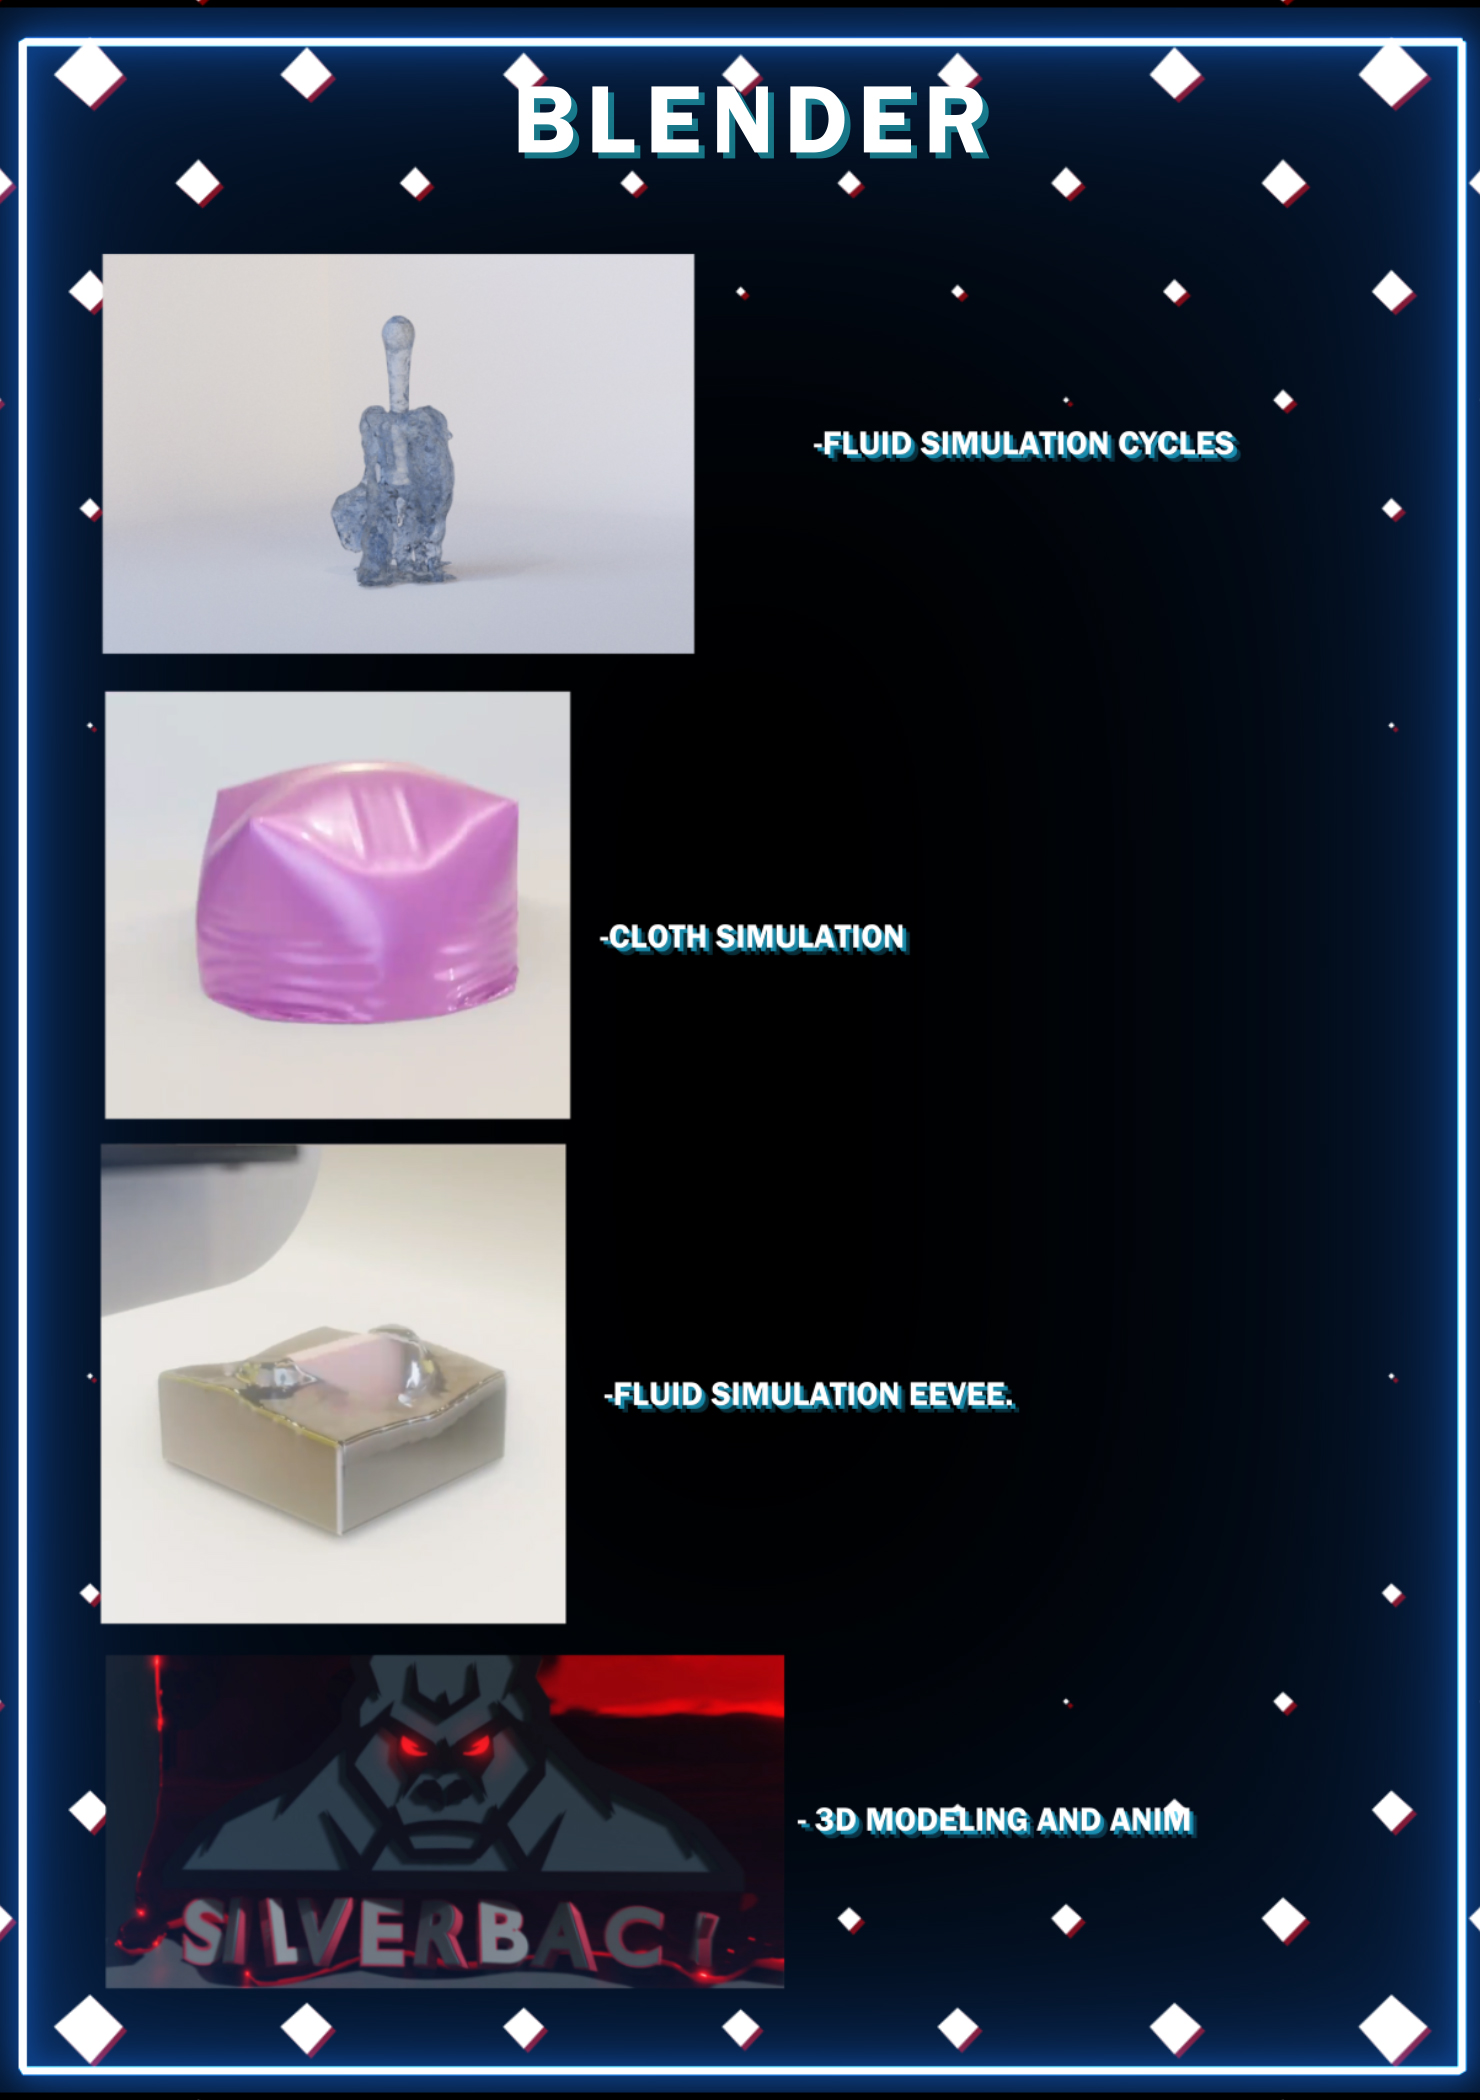 BLENDER
-FLUID SIMULATION CYCLES
-CLOTH SIMULATION
-FLUID SIMULATION EEVEE.
- 3D MODELING AND ANIM